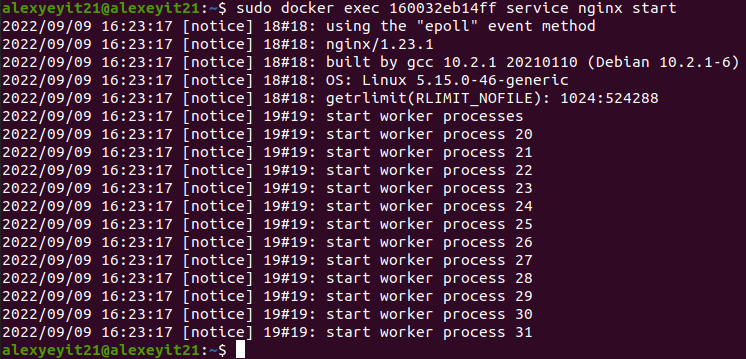 alexyeyit21@alexeyit21:~$ sudo docker exec 160032eb14ff service nginx start
2022/09/09 16:23:17 [notice] 18#18: using the "epoll" event method
2022/09/09 16:23:17 [notice] 18#18: nginx/1.23.1
2022/09/09 16:23:17 [notice] 18#18: built by gcc 10.2.1 20210110 (Debian 10.2.1-6)
2022/09/09 16:23:17 [notice] 18#18: OS: Linux 5.15.0-46-generic
2022/09/09 16:23:17 [notice] 18#18: getrlimit(RLIMIT_NOFILE): 1024:524288
2022/09/09 16:23:17 [notice] 19#19: start worker processes
2022/09/09 16:23:17 [notice] 19#19: start worker process 20
2022/09/09 16:23:17 [notice] 19#19: start worker process 21
2022/09/09 16:23:17 [notice] 19#19: start worker process 22
2022/09/09 16:23:17 [notice] 19#19: start worker process 23
2022/09/09 16:23:17 [notice] 19#19: start worker process 24
2022/09/09 16:23:17 [notice] 19#19: start worker process 25
2022/09/09 16:23:17 [notice] 19#19: start worker process 26
2022/09/09 16:23:17 [notice] 19#19: start worker process 27
2022/09/09 16:23:17 [notice] 19#19: start worker process 28
2022/09/09 16:23:17 [notice] 19#19: start worker process 29
2022/09/09 16:23:17 [notice] 19#19: start worker process 30
2022/09/09 16:23:17 [notice] 19#19: start worker process 31
alexyeyit21@alexeyit21:~$